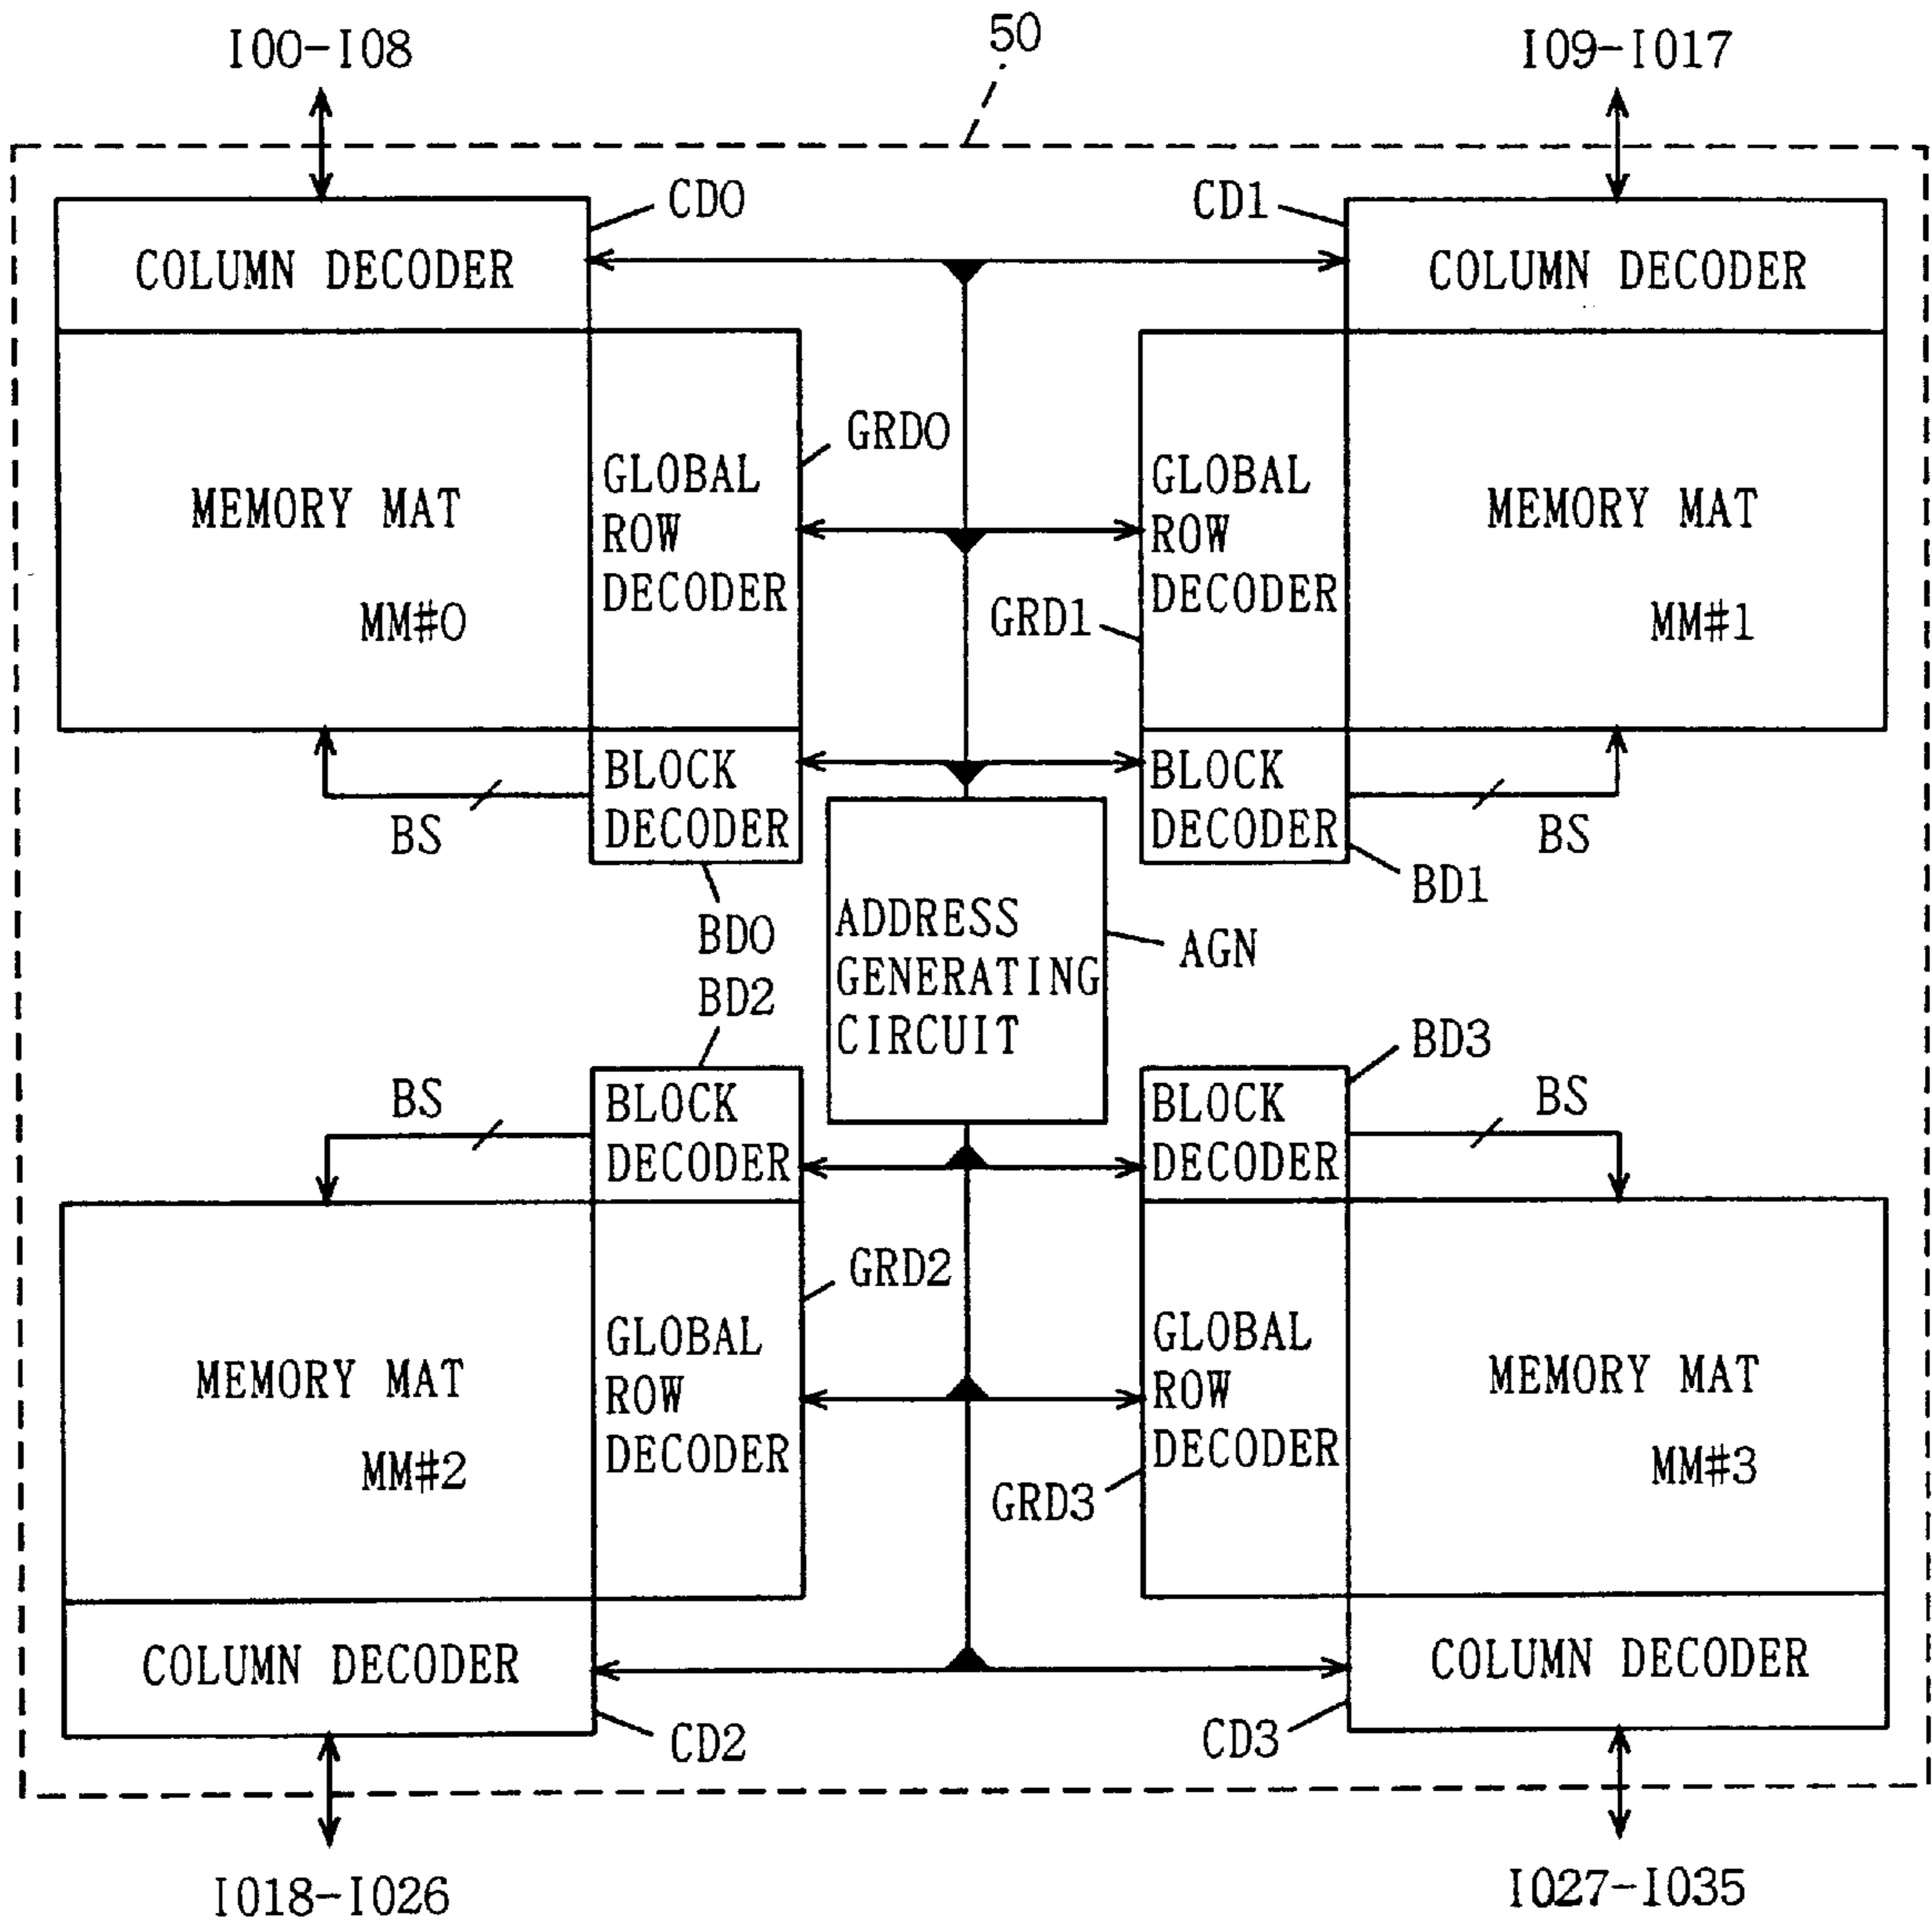 50
IO0-IO8
IO9-IO17
CD0
CD1
COLUMN DECODER
COLUMN DECODER
GRD0
GLOBAL
ROW
DECODER
GLOBAL
ROW
DECODER
MEMORY MAT
MM#0
MEMORY MAT
MM#1
GRD1
BLOCK
DECODER
BLOCK
DECODER
BS
BS
BD0
BD1
ADDRESS
GENERATING
CIRCUIT
AGN
BD2
BD3
BS
BLOCK
DECODER
BLOCK
DECODER
BS
GRD2
GLOBAL
ROW
DECODER
GLOBAL
ROW
DECODER
MEMORY MAT
MM#2
MEMORY MAT
MM#3
GRD3
COLUMN DECODER
COLUMN DECODER
CD2
CD3
IO18-IO26
IO27-IO35